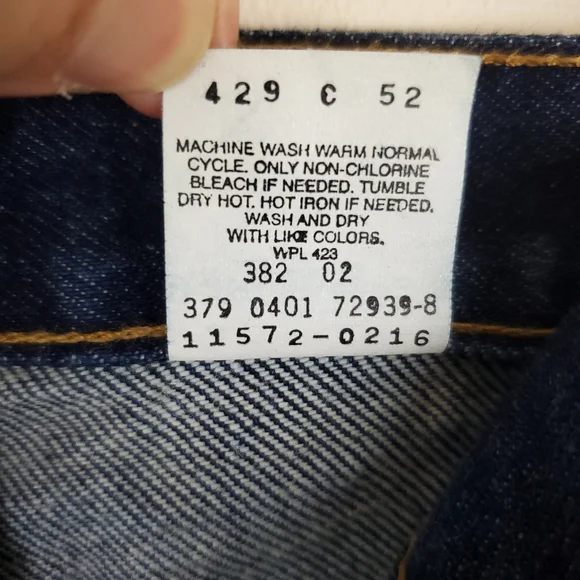 429 C 52
MACHINE WASH WARM NORMAL
CYCLE. ONLY NON-CHLORINE
BLEACH IF NEEDED. TUMBLE
DRY HOT. HOT IRON IF NEEDED.
WASH AND DRY
WITH LIKE COLORS.
WPL 423
382 02
379 0401 72939-8
11572-0216